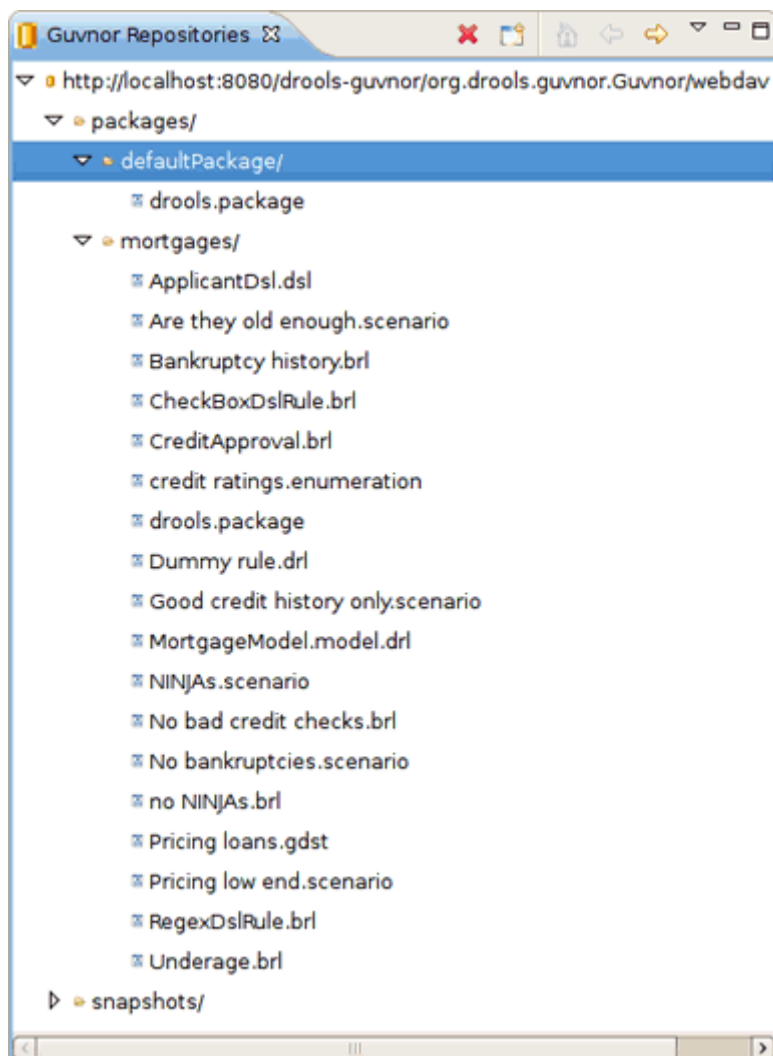 Guvnor Repositories
http://localhost:8080/drools-guvnor/org.drools.guvnor.Guvnor/webdav
packages/
defaultPackage/
drools.package
mortgages/
ApplicantDsl.dsl
Are they old enough.scenario
Bankruptcy history.brl
CheckBoxDslRule.brl
CreditApproval.brl
credit ratings.enumeration
drools.package
Dummy rule.drl
Good credit history only.scenario
MortgageModel.model.drl
NINJAs.scenario
No bad credit checks.brl
No bankruptcies.scenario
no NINJAs.brl
Pricing loans.gdst
Pricing low end.scenario
RegexDslRule.brl
Underage.brl
snapshots/